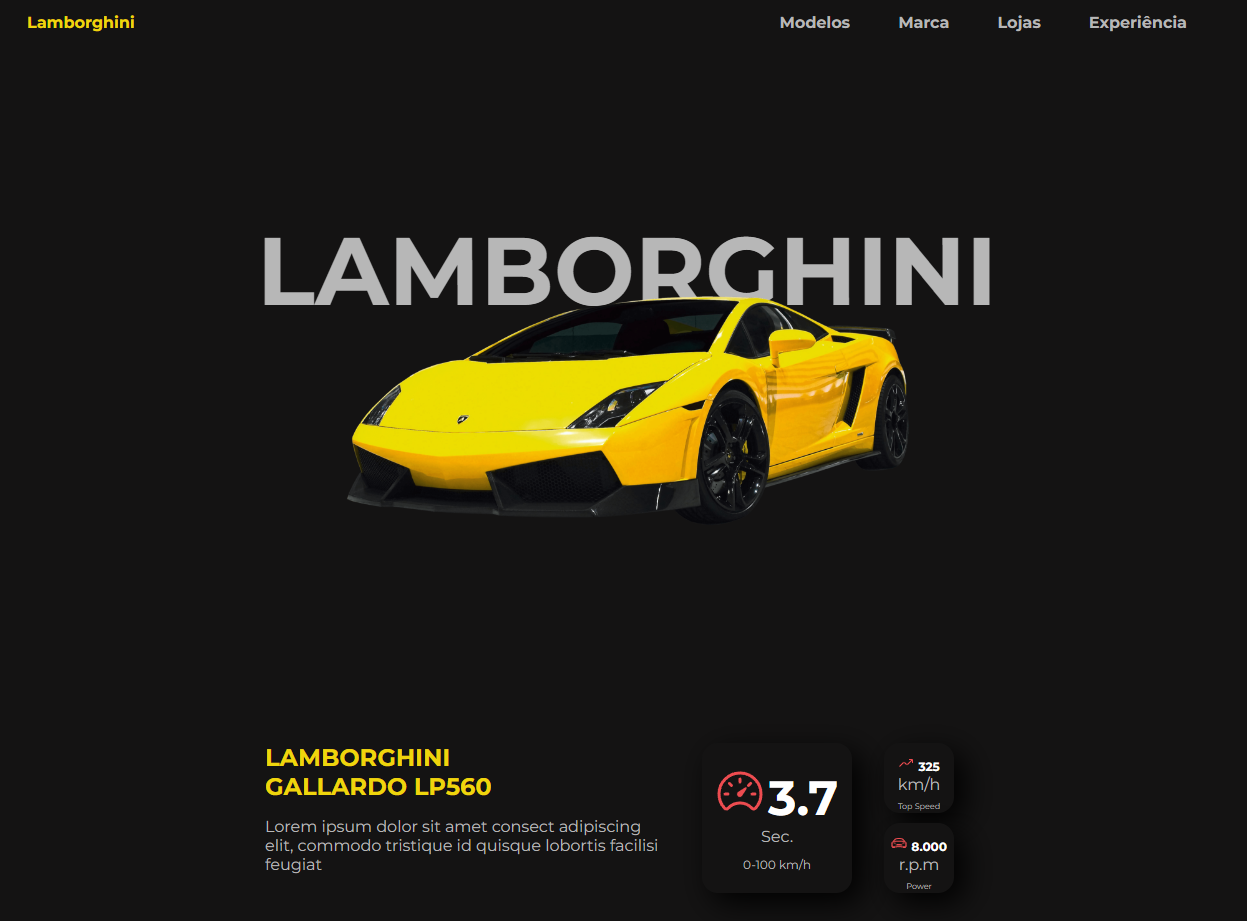 Lamborghini
Modelos Marca Lojas Experiência
LAMBORGHINI
LAMBORGHINI
GALLARDO LP560
Lorem ipsum dolor sit amet consect adipiscing
elit, commodo tristique id quisque lobortis facilisi
feugiat
3.7
Sec.
0-100 km/h
325
km/h
Top Speed
8.000
r.p.m
Power